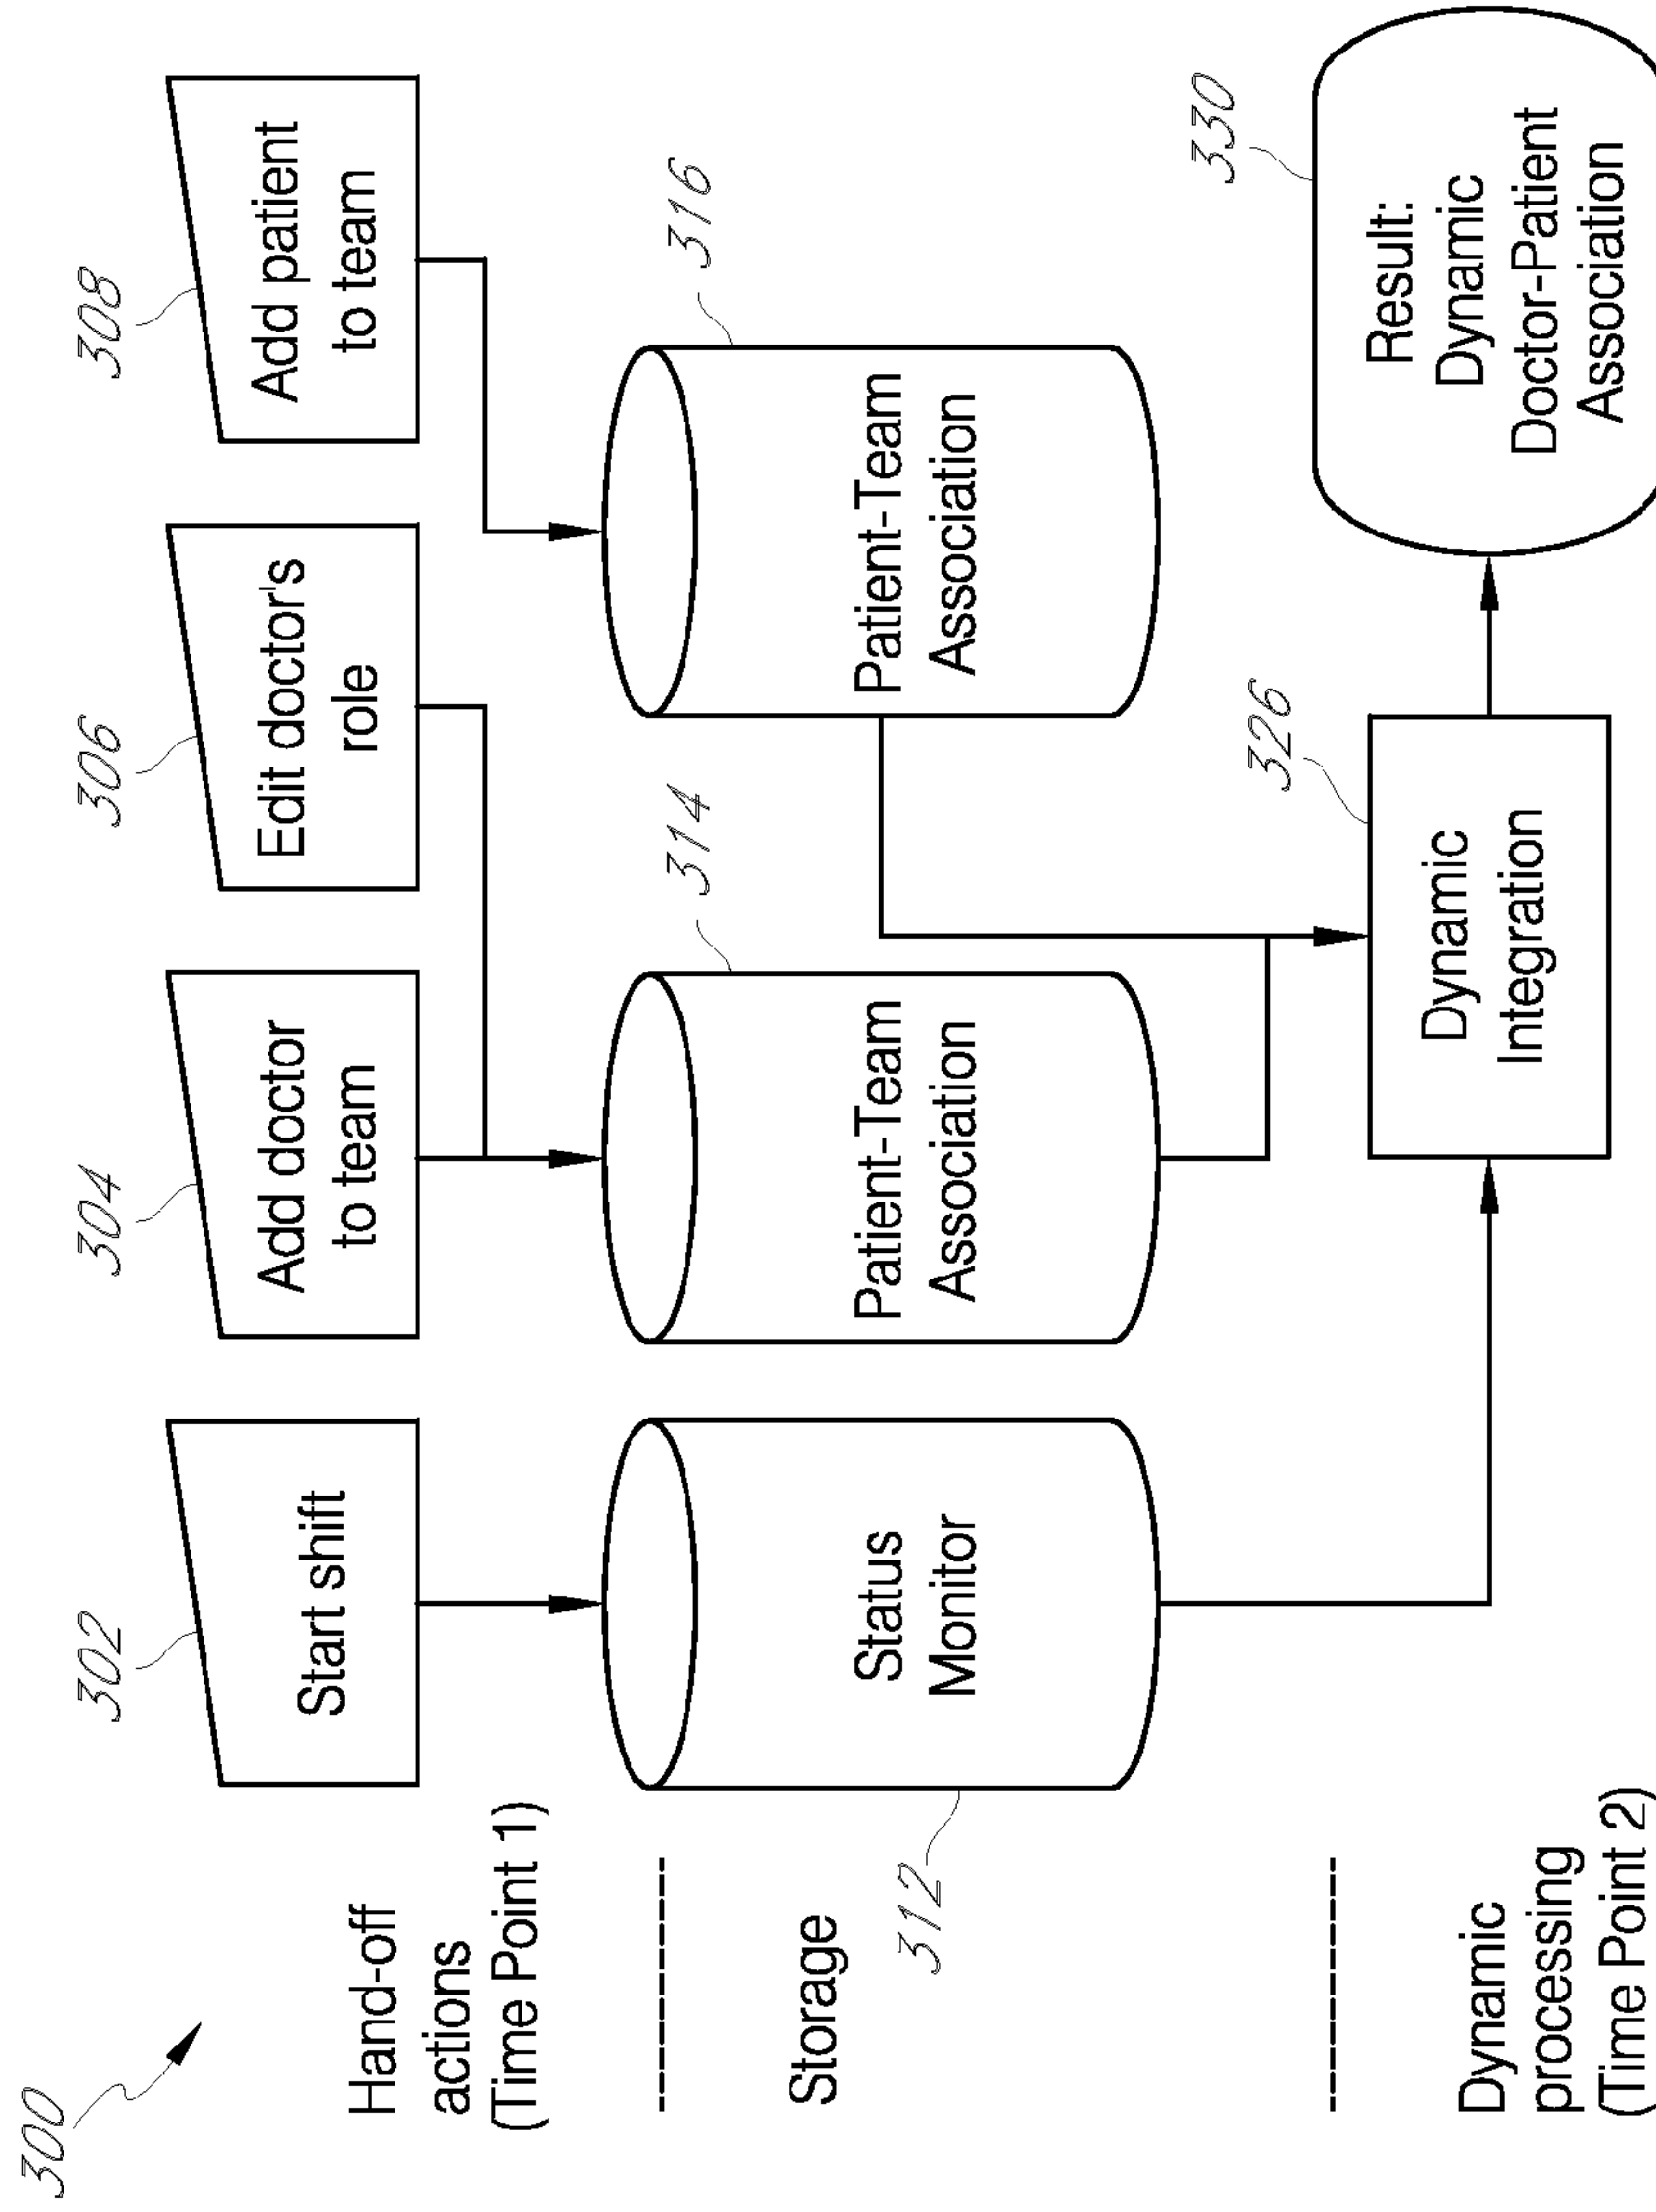 300
302
304
306
308
Hand-off
actions
(Time Point 1)
Start shift
Add doctor
to team
Edit doctor's
role
Add patient
to team
Storage
312
Status
Monitor
314
Patient-Team
Association
316
Patient-Team
Association
Dynamic
processing
(Time Point 2)
326
Dynamic
Integration
330
Result:
Dynamic
Doctor-Patient
Association